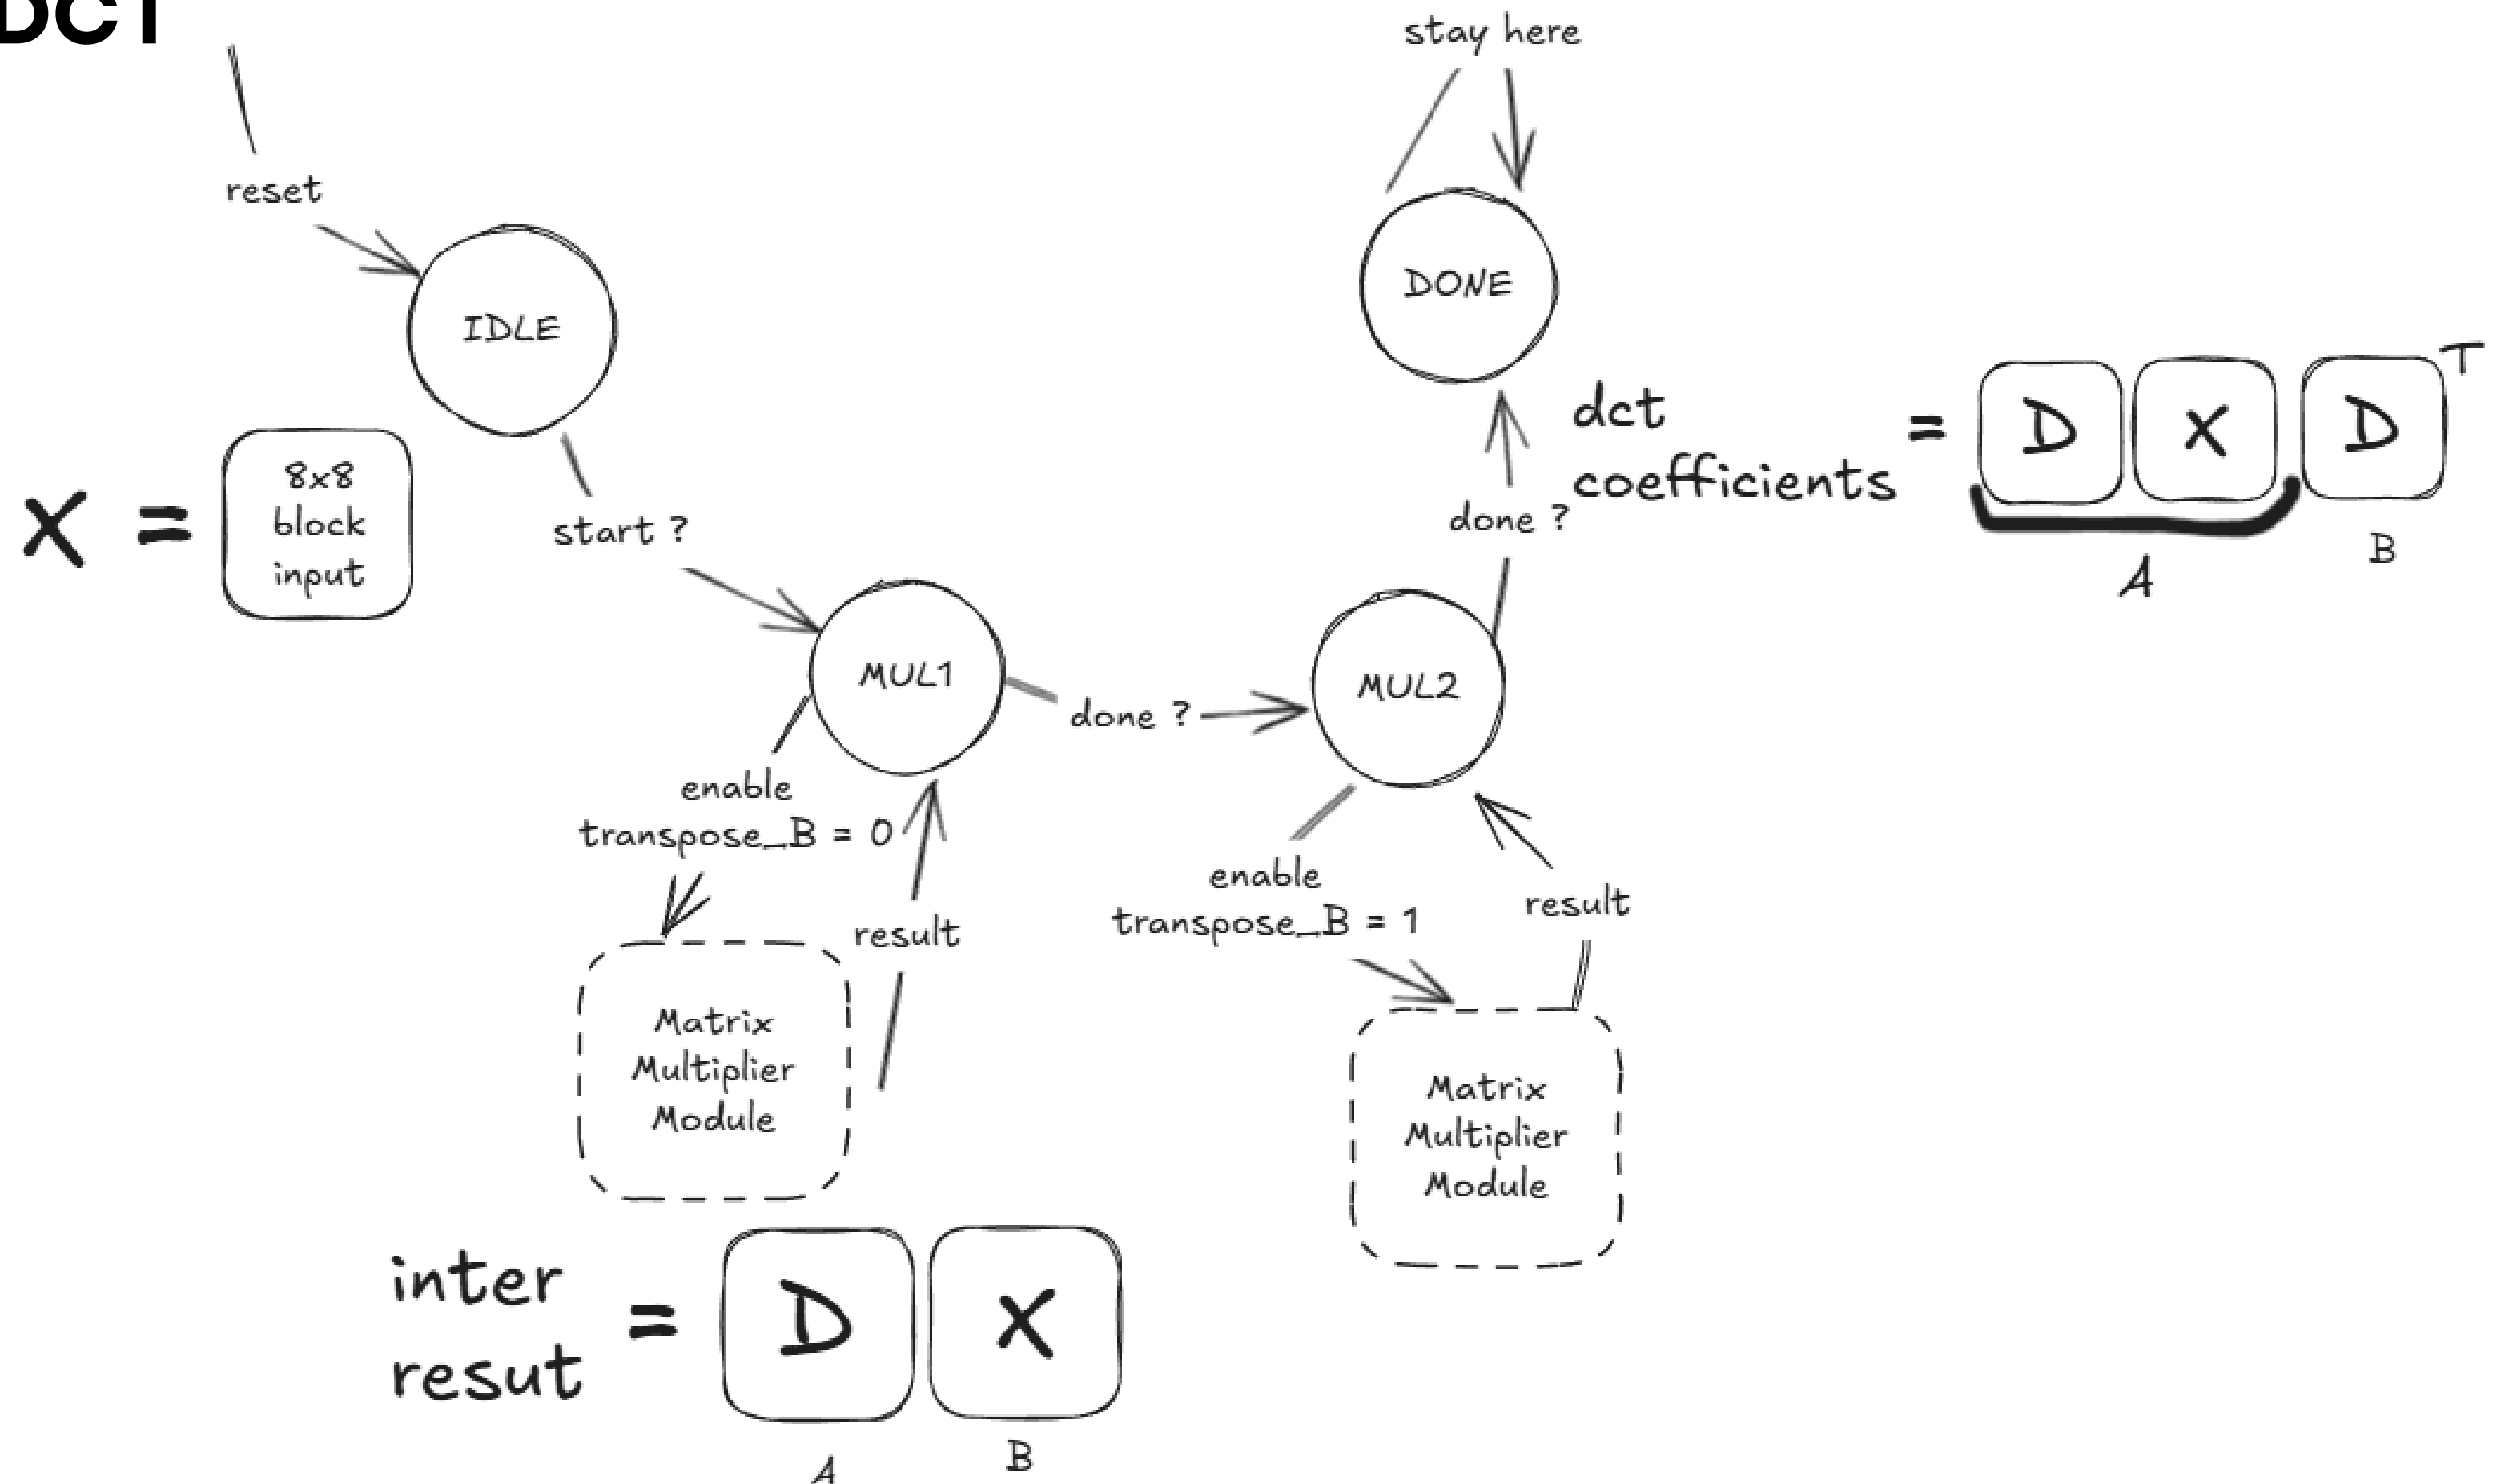 DCT
stay here
reset
IDLE
DONE
X =
8x8
block
input
start ?
dct
coefficients
= D X D T
A
B
done ?
MUL1
done ?
MUL2
enable
transpose_B = 0
result
enable
transpose_B = 1
result
Matrix
Multiplier
Module
Matrix
Multiplier
Module
inter
resut
= D X
A
B